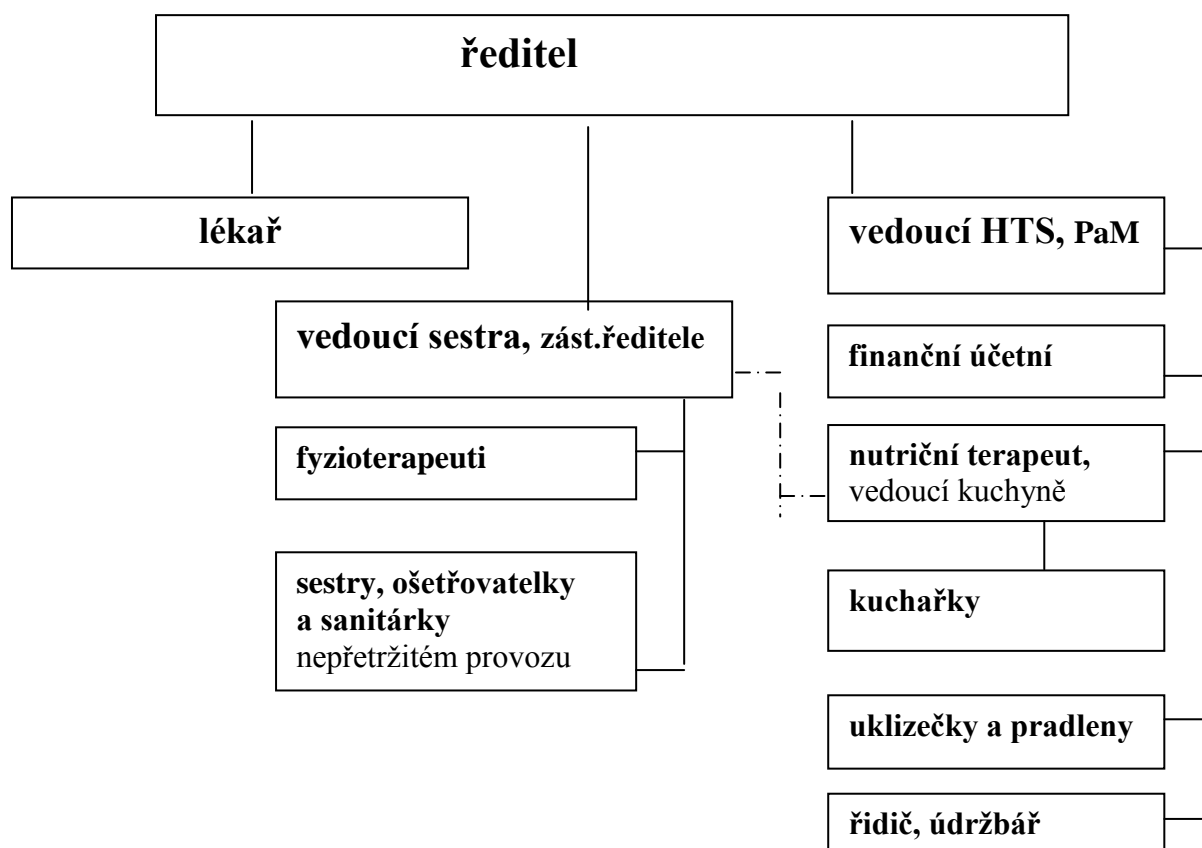 ředitel
lékař
vedoucí HTS, PaM
vedoucí sestra, zást.ředitele
finanční účetní
fyzioterapeuti
nutriční terapeut,
vedoucí kuchyně
sestry, ošetřovatelky
a sanitárky
nepřetržitém provozu
kuchařky
uklizečky a pradleny
řidič, údržbář